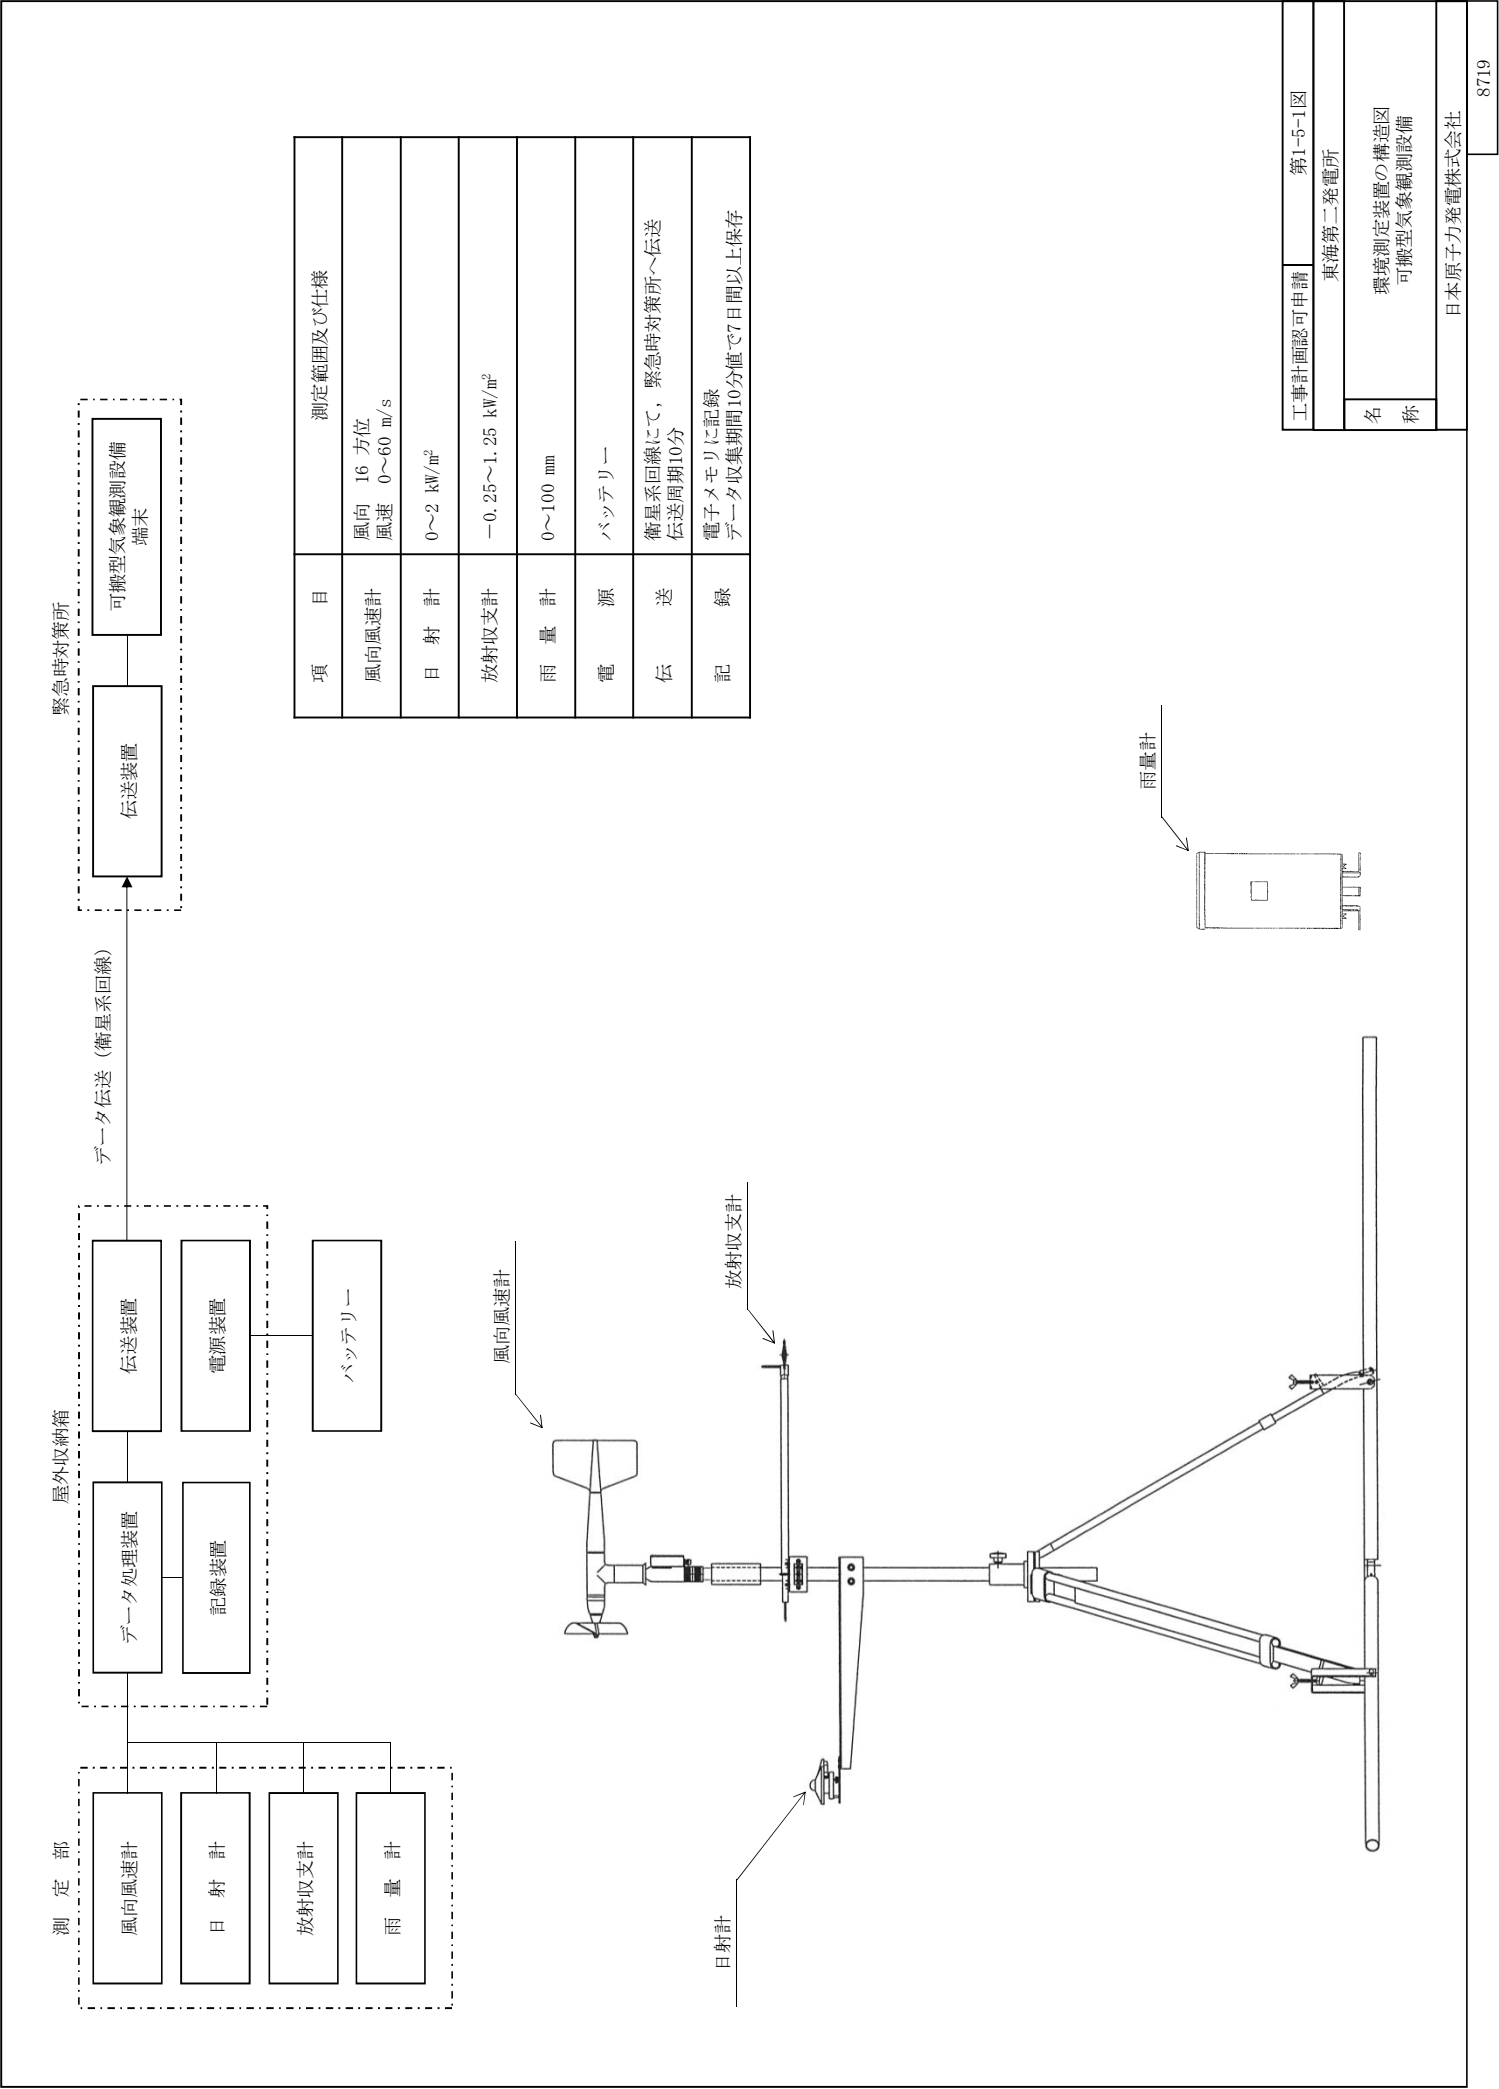 測　定　部
風向風速計
日　射　計
放射収支計
雨　量　計
屋外収納箱
データ処理装置
記録装置
伝送装置
電源装置
バッテリー
データ伝送（衛星系回線）
緊急時対策所
伝送装置
可搬型気象観測設備
端末
項　　　目　測定範囲及び仕様
風向風速計　風向　16 方位
風速　0～60 m/s
日　射　計　0～2 kW/m²
放射収支計　－0.25～1.25 kW/m²
雨　量　計　0～100 mm
電　　　源　バッテリー
伝　　　送　衛星系回線にて，緊急時対策所へ伝送
伝送周期10分
記　　　録　電子メモリに記録
データ収集期間10分値で7日間以上保存
風向風速計
放射収支計
日射計
雨量計
工事計画認可申請　第1-5-1図
東海第二発電所
名　称
環境測定装置の構造図
可搬型気象観測設備
日本原子力発電株式会社
8719